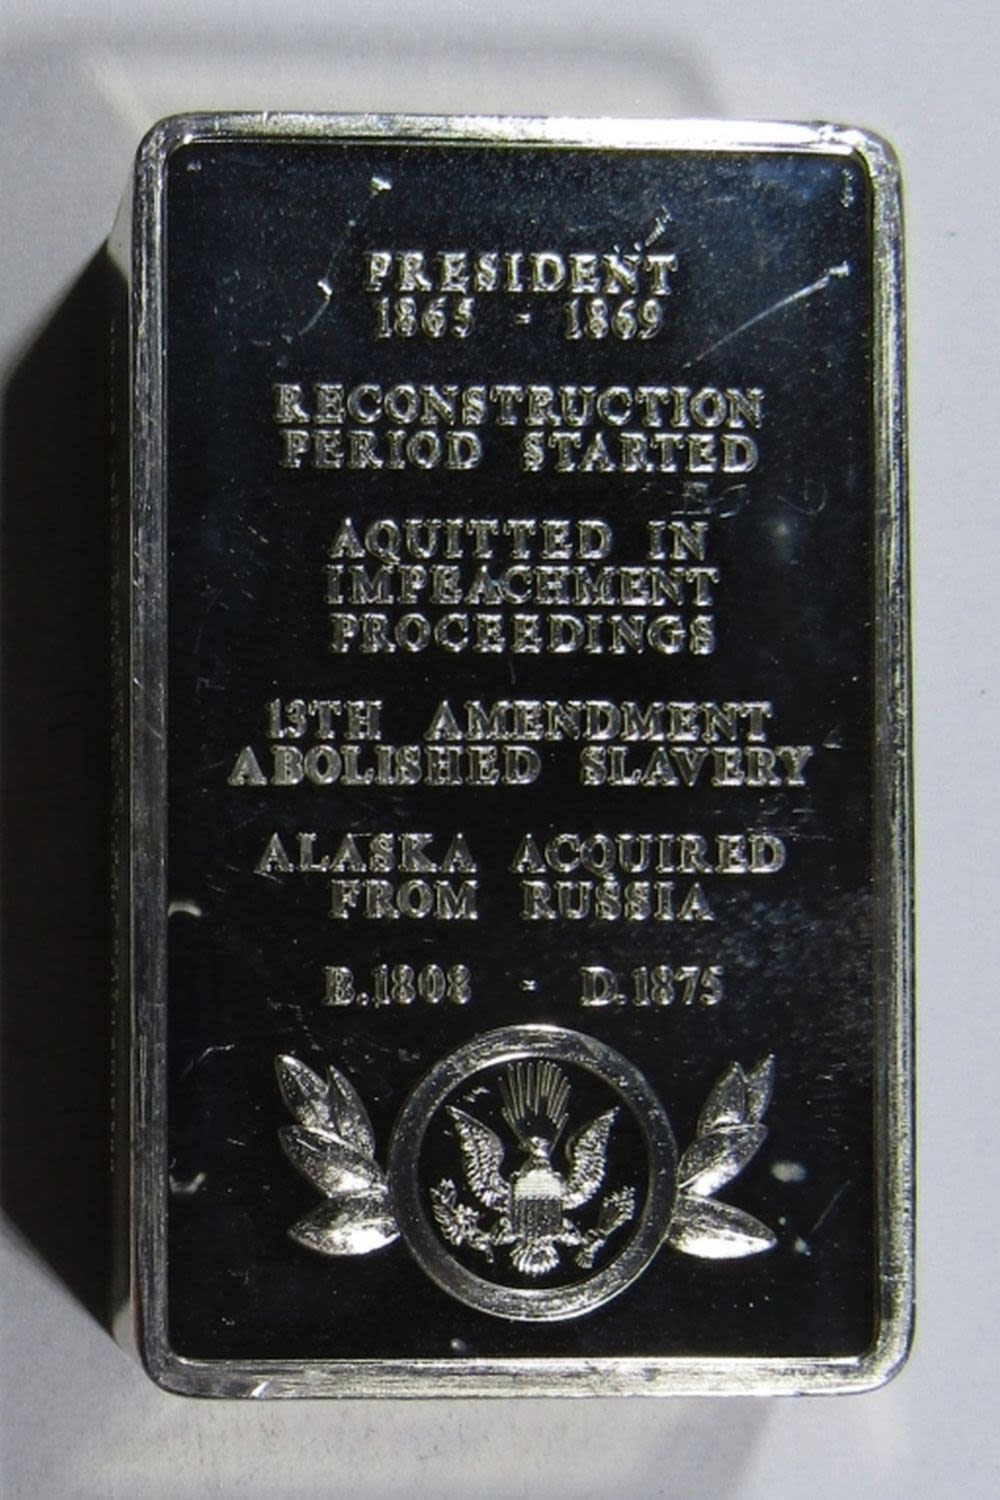 PRESIDENT
1865 - 1869
RECONSTRUCTION
PERIOD STARTED
AQUITTED IN
IMPEACHMENT
PROCEEDINGS
13TH AMENDMENT
ABOLISHED SLAVERY
ALASKA ACQUIRED
FROM RUSSIA
B.1808 - D.1875